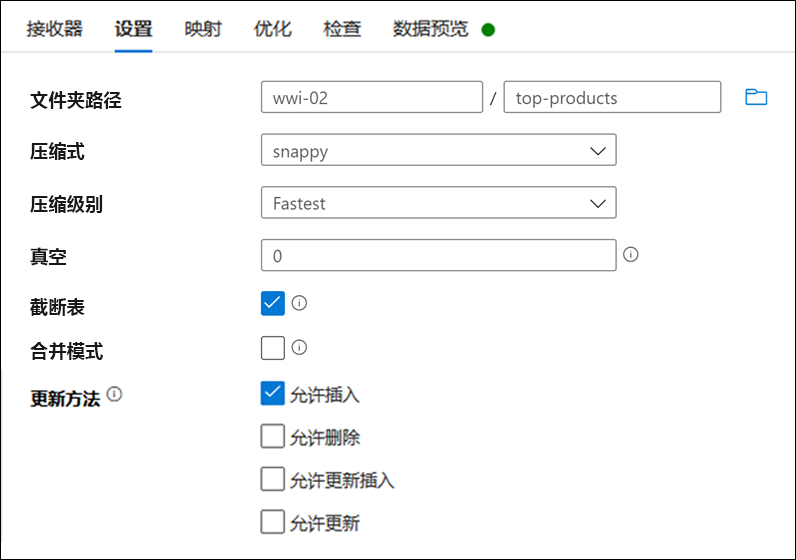 接收器 设置 映射 优化 检查 数据预览
文件夹路径 wwi-02 / top-products
压缩式 snappy
压缩级别 Fastest
真空 0
截断表
合并模式
更新方法 允许插入
允许删除
允许更新插入
允许更新